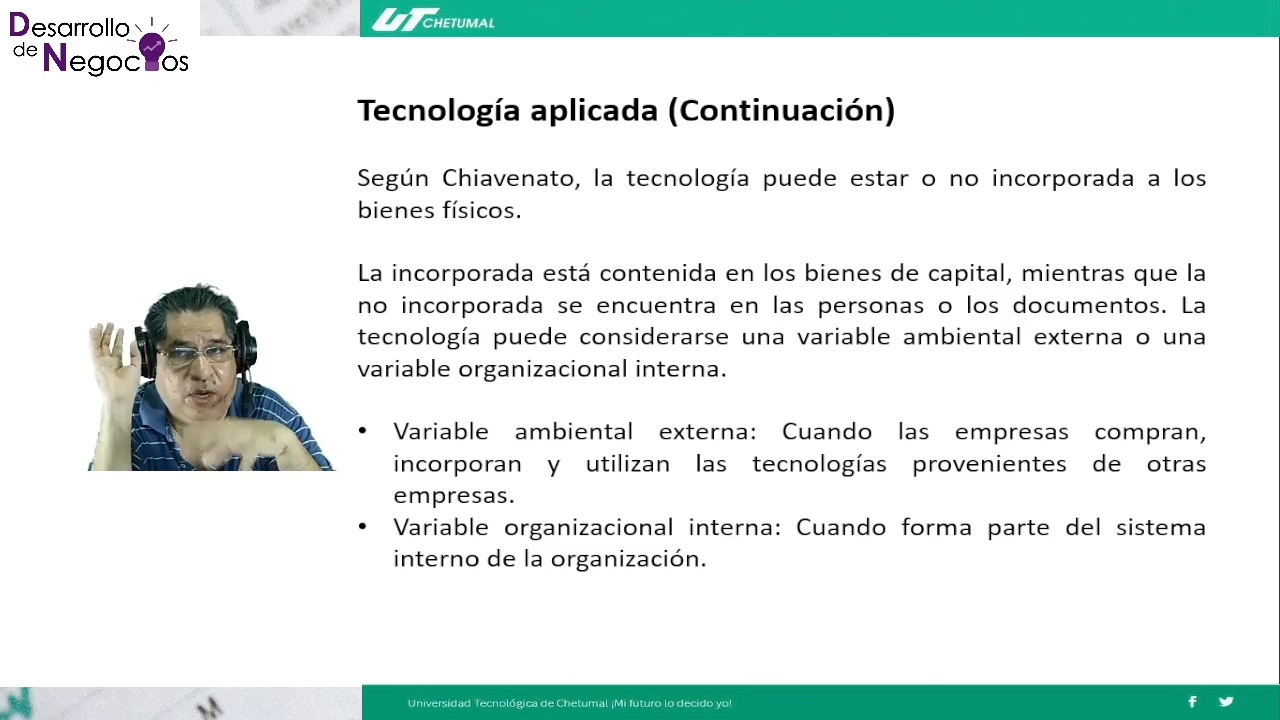 Desarrollo
de Negocios
UT CHETUMAL
Tecnología aplicada (Continuación)
Según Chiavenato, la tecnología puede estar o no incorporada a los
bienes físicos.
La incorporada está contenida en los bienes de capital, mientras que la
no incorporada se encuentra en las personas o los documentos. La
tecnología puede considerarse una variable ambiental externa o una
variable organizacional interna.
• Variable ambiental externa: Cuando las empresas compran,
incorporan y utilizan las tecnologías provenientes de otras
empresas.
• Variable organizacional interna: Cuando forma parte del sistema
interno de la organización.
Universidad Tecnológica de Chetumal ¡Mi futuro lo decido yo!